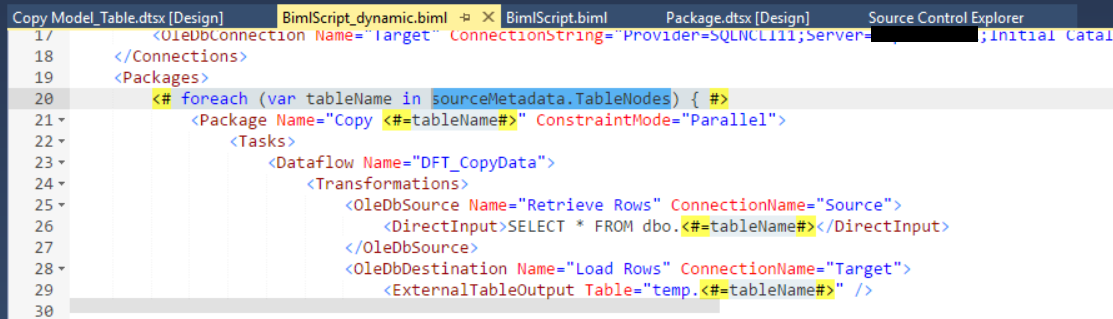 Copy Model_Table.dtsx [Design] BimlScript_dynamic.biml BimlScript.biml Package.dtsx [Design] Source Control Explorer
17 <OleDbConnection Name="Target" ConnectionString="Provider=SQLNCLI11;Server= ;Initial Catal
18 </Connections>
19 <Packages>
20 <# foreach (var tableName in sourceMetadata.TableNodes) { #>
21 <Package Name="Copy <#=tableName#>" ConstraintMode="Parallel">
22 <Tasks>
23 <Dataflow Name="DFT_CopyData">
24 <Transformations>
25 <OleDbSource Name="Retrieve Rows" ConnectionName="Source">
26 <DirectInput>SELECT * FROM dbo.<#=tableName#></DirectInput>
27 </OleDbSource>
28 <OleDbDestination Name="Load Rows" ConnectionName="Target">
29 <ExternalTableOutput Table="temp.<#=tableName#>" />
30